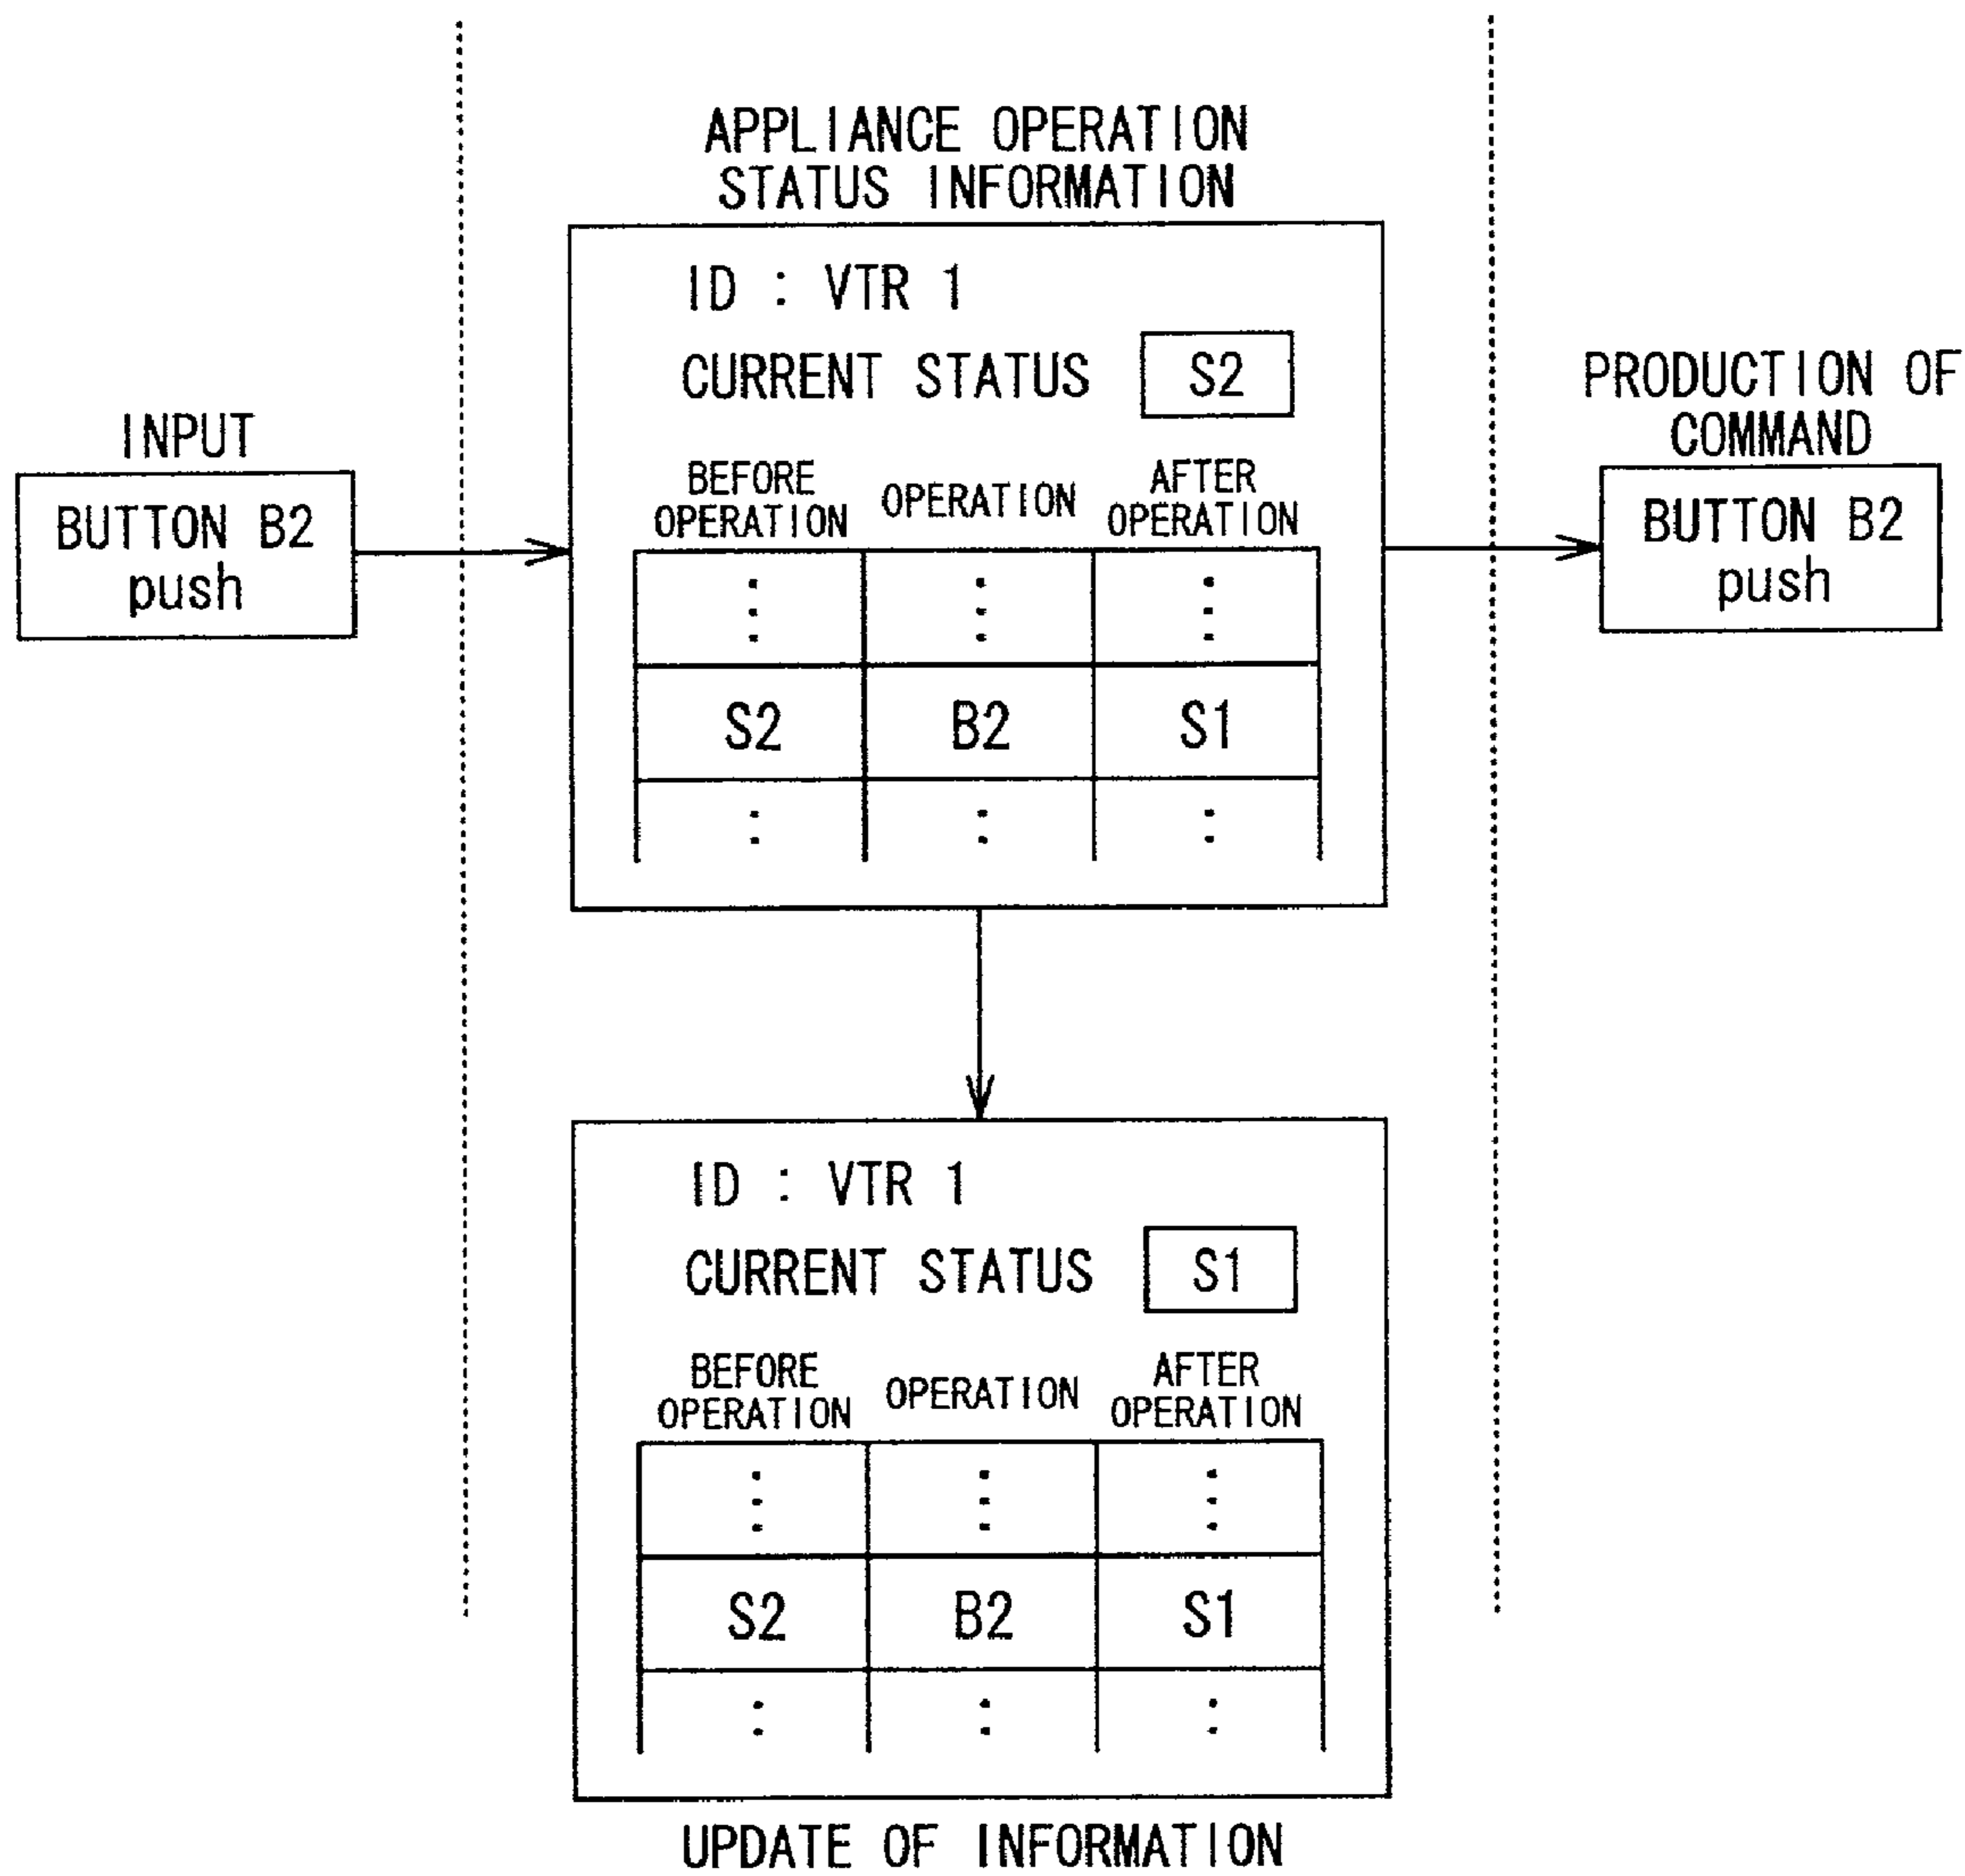 APPLIANCE OPERATION
STATUS INFORMATION
ID : VTR 1
CURRENT STATUS S2
BEFORE
OPERATION
OPERATION
AFTER
OPERATION
S2 B2 S1
INPUT
BUTTON B2
push
PRODUCTION OF
COMMAND
BUTTON B2
push
ID : VTR 1
CURRENT STATUS S1
BEFORE
OPERATION
OPERATION
AFTER
OPERATION
S2 B2 S1
UPDATE OF INFORMATION